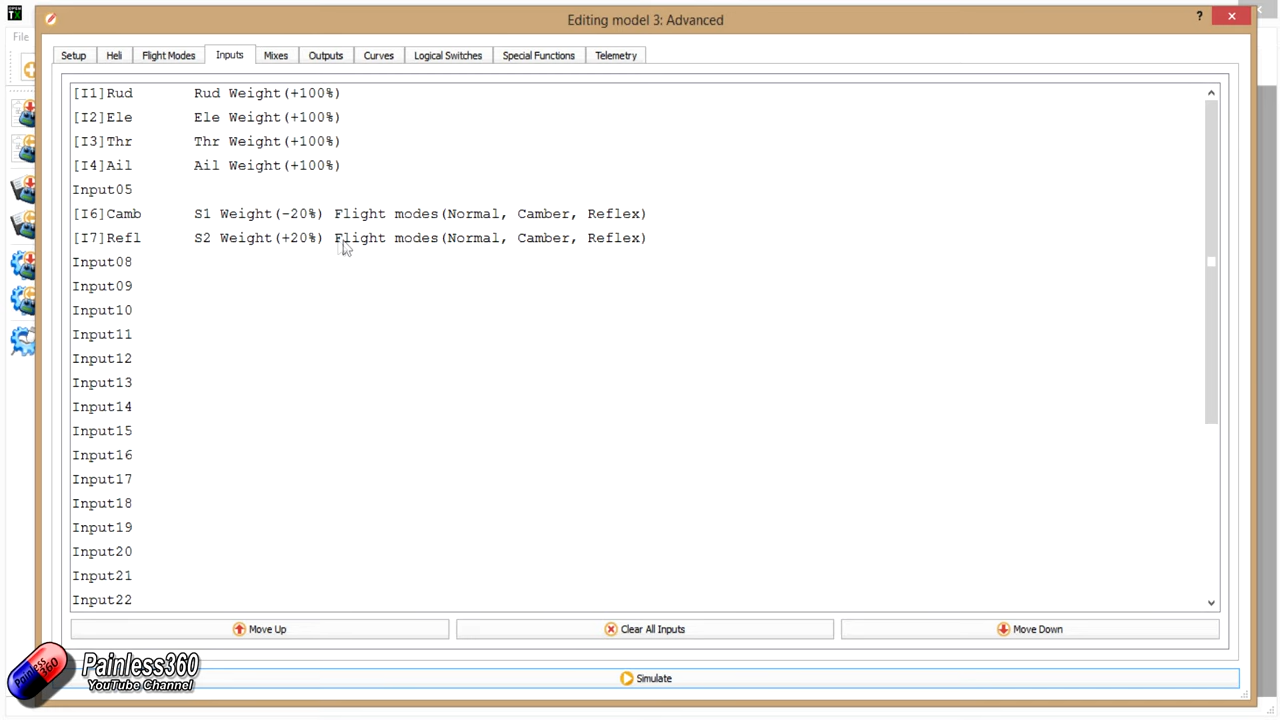 OPEN TX
Editing model 3: Advanced
?
File
Setup Heli Flight Modes Inputs Mixes Outputs Curves Logical Switches Special Functions Telemetry
[I1]Rud Rud Weight(+100%)
[I2]Ele Ele Weight(+100%)
[I3]Thr Thr Weight(+100%)
[I4]Ail Ail Weight(+100%)
Input05
[I6]Camb S1 Weight(-20%) Flight modes(Normal, Camber, Reflex)
[I7]Refl S2 Weight(+20%) Flight modes(Normal, Camber, Reflex)
Input08
Input09
Input10
Input11
Input12
Input13
Input14
Input15
Input16
Input17
Input18
Input19
Input20
Input21
Input22
Move Up Clear All Inputs Move Down
Simulate
Painless360
Painless360
YouTube Channel